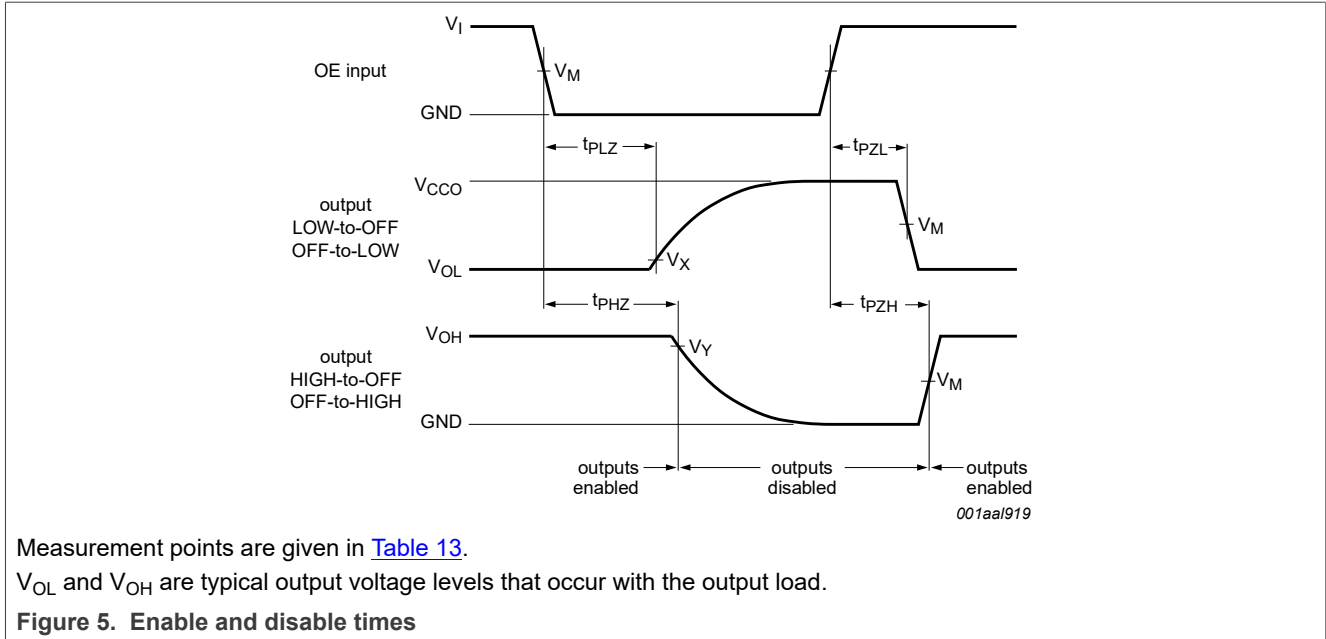 V_I
OE input
V_M
GND
t_PLZ
t_PZL
V_CCO
output
LOW-to-OFF
OFF-to-LOW
V_M
V_X
V_OL
t_PHZ
t_PZH
V_OH
V_Y
output
HIGH-to-OFF
OFF-to-HIGH
V_M
GND
outputs
enabled
outputs
disabled
outputs
enabled
001aal919
Measurement points are given in Table 13.
V_OL and V_OH are typical output voltage levels that occur with the output load.
Figure 5. Enable and disable times